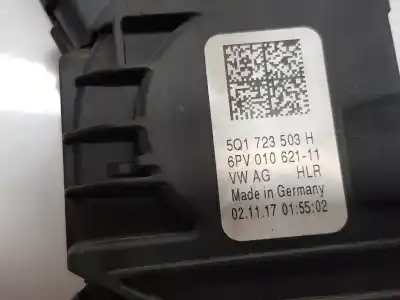 5Q1 723 503 H
6PV 010 621-11
VW AG HLR
Made in Germany
02.11.17 01:55:02